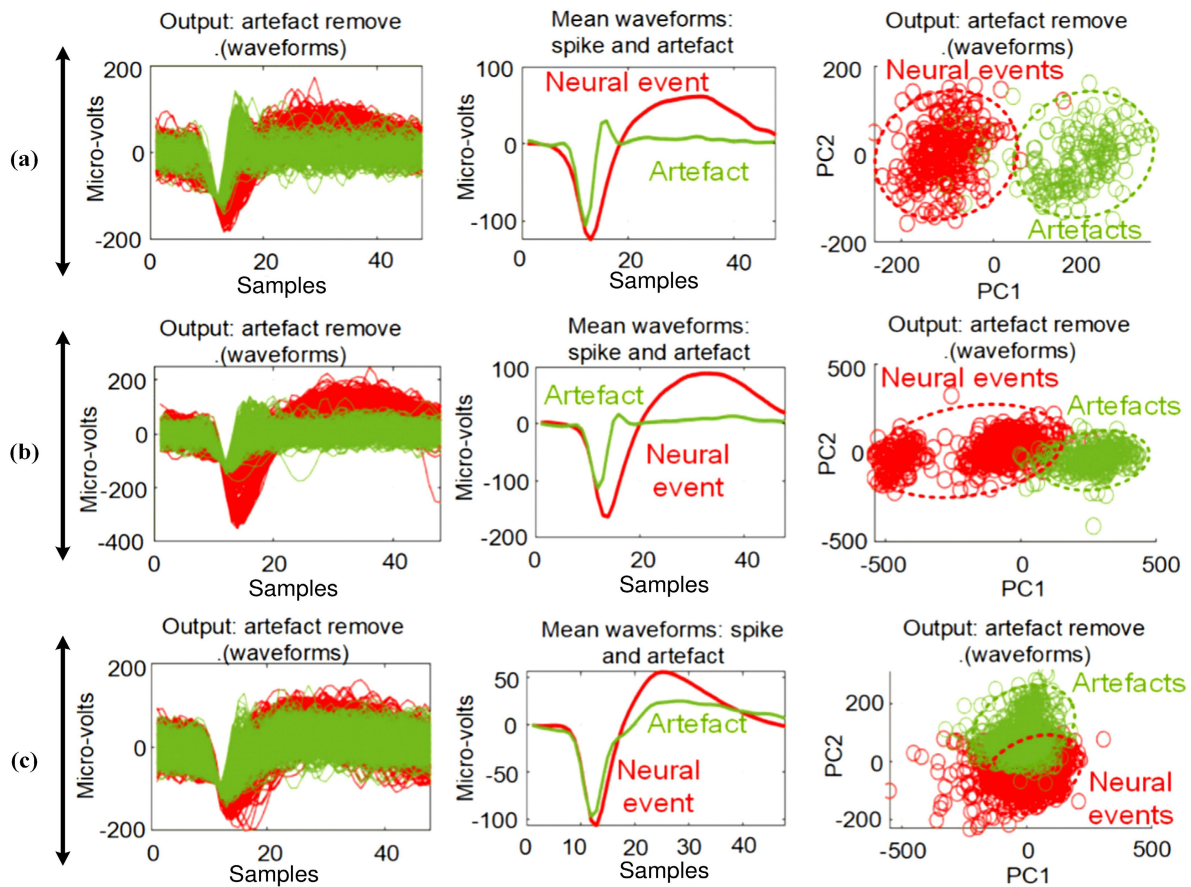 Output: artefact remove
.(waveforms)
Mean waveforms:
spike and artefact
Output: artefact remove
.(waveforms)
(a)
Micro-volts
200
0
-200
0
20
40
Samples
Micro-volts
100
0
-100
0
20
40
Samples
Neural event
Artefact
PC2
200
0
-200
-200
0
200
PC1
Neural events
Artefacts
Output: artefact remove
.(waveforms)
Mean waveforms:
spike and artefact
Output: artefact remove
.(waveforms)
(b)
Micro-volts
200
0
-200
-400
0
20
40
Samples
Micro-volts
100
0
-100
-200
0
20
40
Samples
Artefact
Neural
event
PC2
500
0
-500
-500
0
500
PC1
Neural events
Artefacts
Output: artefact remove
.(waveforms)
Mean waveforms: spike
and artefact
Output: artefact remove
.(waveforms)
(c)
Micro-volts
200
0
-200
0
20
40
Samples
Micro-volts
50
0
-50
-100
0
10
20
30
40
Samples
Artefact
Neural
event
PC2
200
0
-200
-500
0
500
PC1
Artefacts
Neural
events